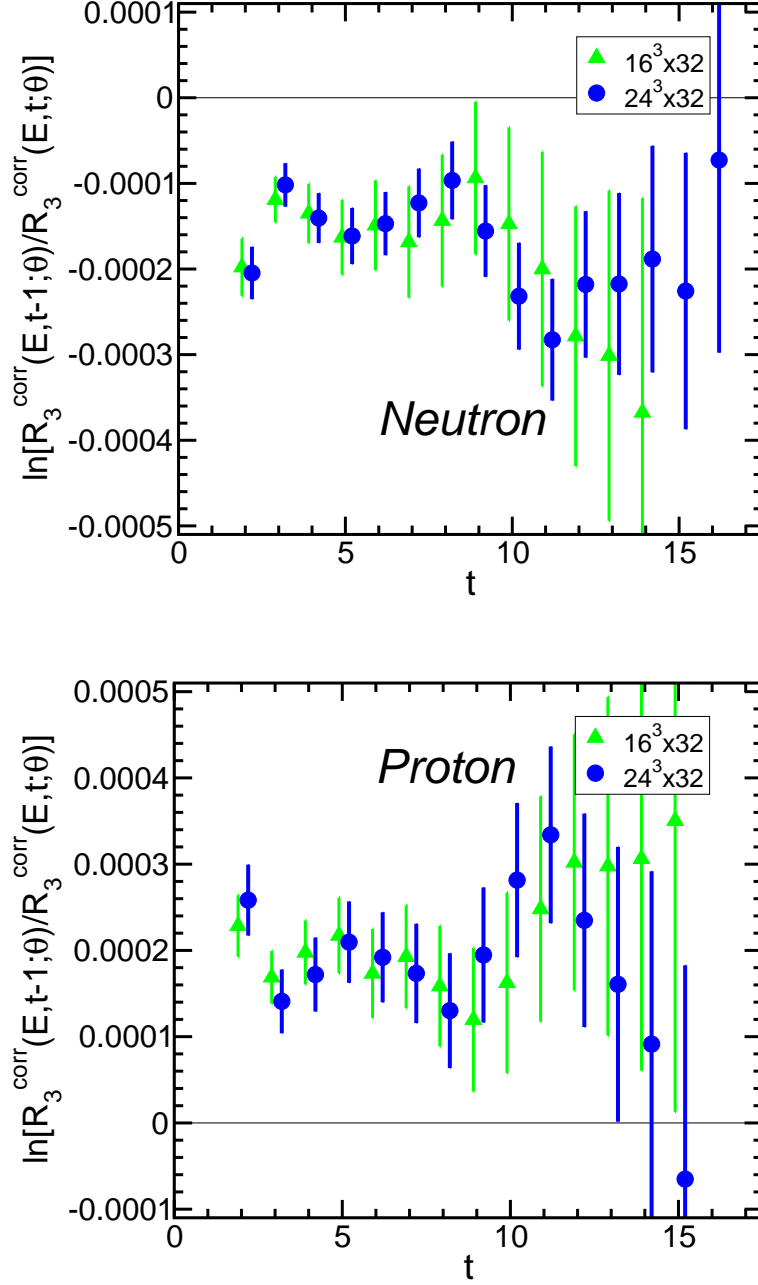 0.0001
0
-0.0001
-0.0002
-0.0003
-0.0004
-0.0005
ln[R₃ᶜᵒʳʳ(E,t-1;θ)/R₃ᶜᵒʳʳ(E,t;θ)]
16³x32
24³x32
Neutron
0 5 10 15
t
0.0005
0.0004
0.0003
0.0002
0.0001
0
-0.0001
ln[R₃ᶜᵒʳʳ(E,t-1;θ)/R₃ᶜᵒʳʳ(E,t;θ)]
Proton
16³x32
24³x32
0 5 10 15
t